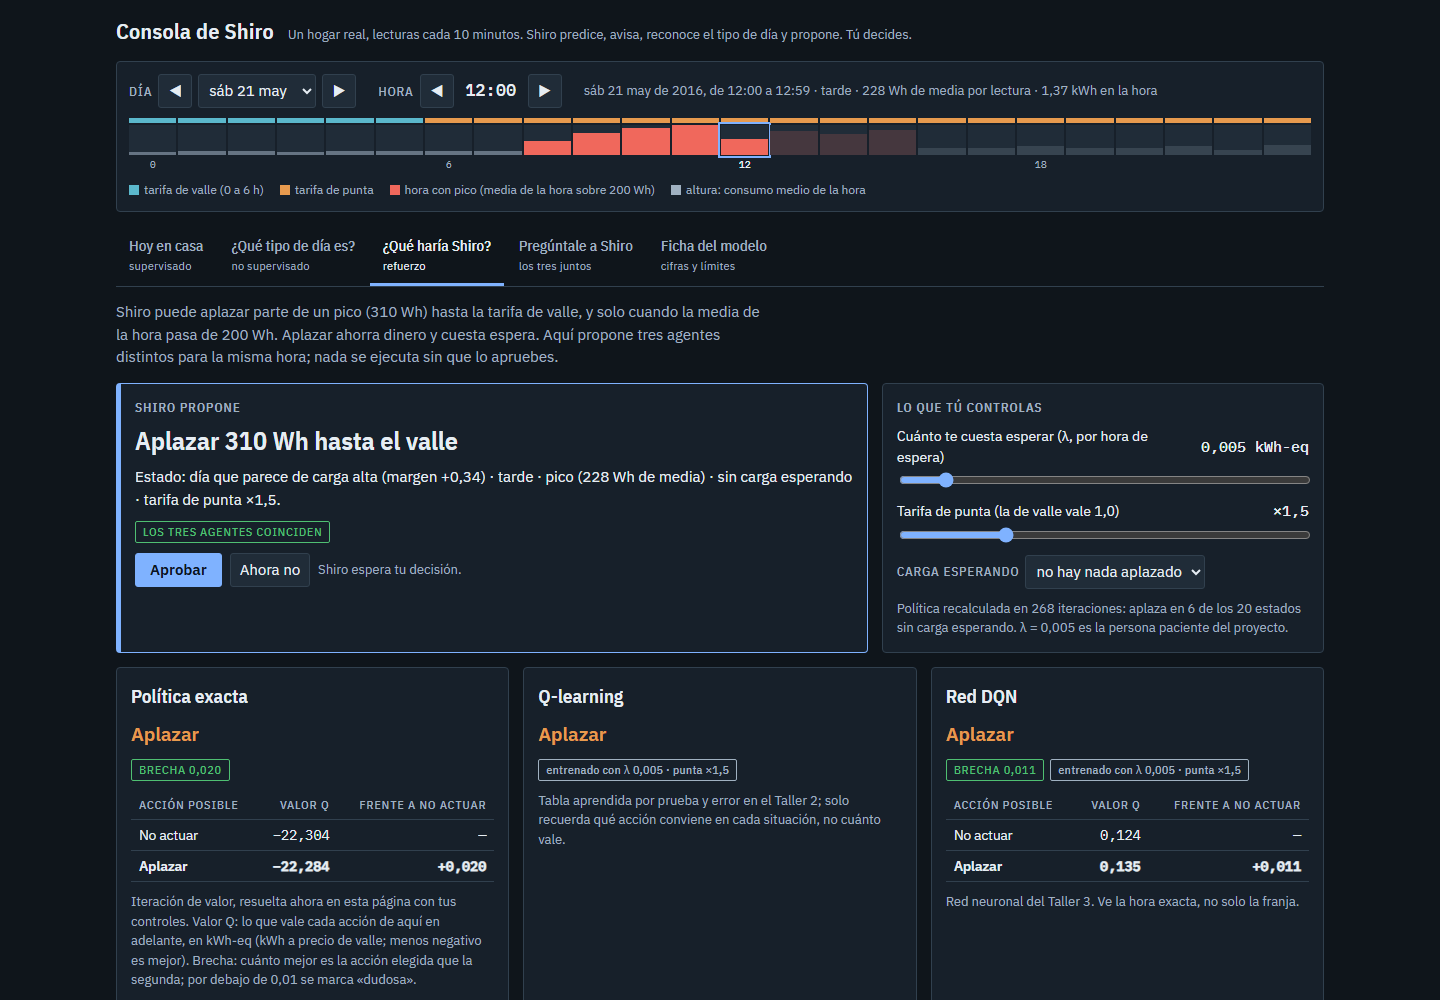 Consola de Shiro Un hogar real, lecturas cada 10 minutos. Shiro predice, avisa, reconoce el tipo de día y propone. Tú decides.
DÍA ◀ sáb 21 may ▶ HORA ◀ 12:00 ▶ sáb 21 may de 2016, de 12:00 a 12:59 · tarde · 228 Wh de media por lectura · 1,37 kWh en la hora
0 6 12 18
tarifa de valle (0 a 6 h) tarifa de punta hora con pico (media de la hora sobre 200 Wh) altura: consumo medio de la hora
Hoy en casa ¿Qué tipo de día es? ¿Qué haría Shiro? Pregúntale a Shiro Ficha del modelo
supervisado no supervisado refuerzo los tres juntos cifras y límites
Shiro puede aplazar parte de un pico (310 Wh) hasta la tarifa de valle, y solo cuando la media de
la hora pasa de 200 Wh. Aplazar ahorra dinero y cuesta espera. Aquí propone tres agentes
distintos para la misma hora; nada se ejecuta sin que lo apruebes.
SHIRO PROPONE
Aplazar 310 Wh hasta el valle
Estado: día que parece de carga alta (margen +0,34) · tarde · pico (228 Wh de media) · sin carga esperando
· tarifa de punta ×1,5.
LOS TRES AGENTES COINCIDEN
Aprobar Ahora no Shiro espera tu decisión.
LO QUE TÚ CONTROLAS
Cuánto te cuesta esperar (λ, por hora de
espera) 0,005 kWh-eq
Tarifa de punta (la de valle vale 1,0) ×1,5
CARGA ESPERANDO no hay nada aplazado
Política recalculada en 268 iteraciones: aplaza en 6 de los 20 estados
sin carga esperando. λ = 0,005 es la persona paciente del proyecto.
Política exacta
Aplazar
BRECHA 0,020
ACCIÓN POSIBLE VALOR Q FRENTE A NO ACTUAR
No actuar −22,304 —
Aplazar −22,284 +0,020
Iteración de valor, resuelta ahora en esta página con tus
controles. Valor Q: lo que vale cada acción de aquí en
adelante, en kWh-eq (kWh a precio de valle; menos negativo
es mejor). Brecha: cuánto mejor es la acción elegida que la
segunda; por debajo de 0,01 se marca «dudosa».
Q-learning
Aplazar
entrenado con λ 0,005 · punta ×1,5
Tabla aprendida por prueba y error en el Taller 2; solo
recuerda qué acción conviene en cada situación, no cuánto
vale.
Red DQN
Aplazar
BRECHA 0,011 entrenado con λ 0,005 · punta ×1,5
ACCIÓN POSIBLE VALOR Q FRENTE A NO ACTUAR
No actuar 0,124 —
Aplazar 0,135 +0,011
Red neuronal del Taller 3. Ve la hora exacta, no solo la franja.